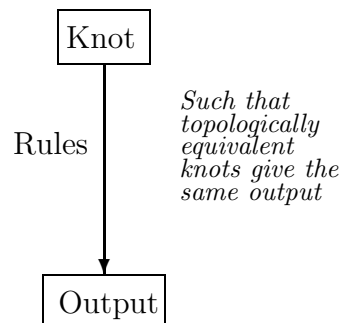 Knot
Such that
topologically
equivalent
knots give the
same output
Rules
Output